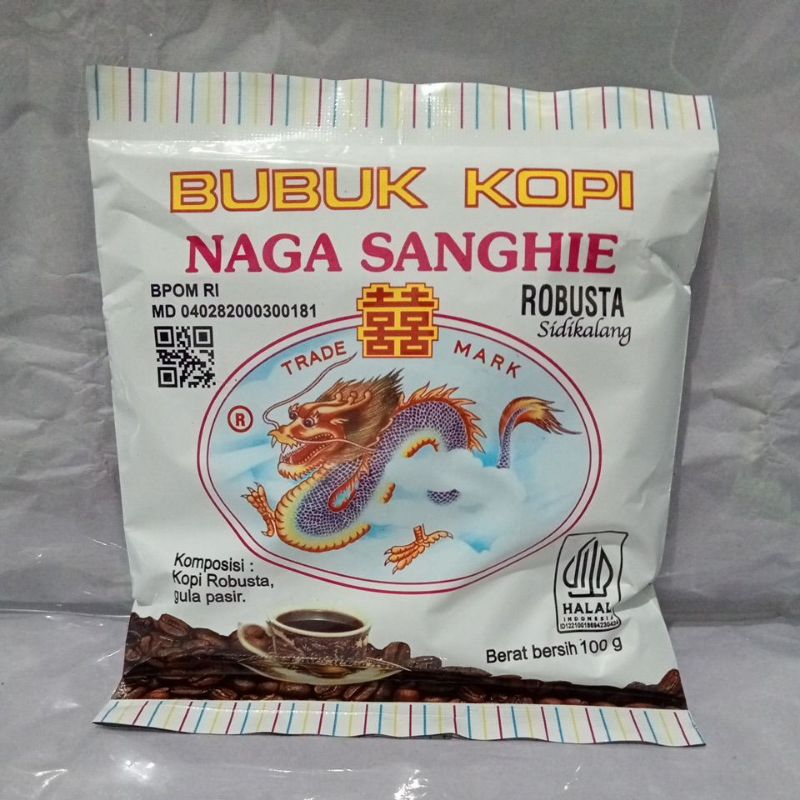 BUBUK KOPI
NAGA SANGHIE
BPOM RI
MD 040282000300181
囍
ROBUSTA
Sidikalang
TRADE MARK
®
Komposisi :
Kopi Robusta,
gula pasir.
HALAL
INDONESIA
Berat bersih 100 g